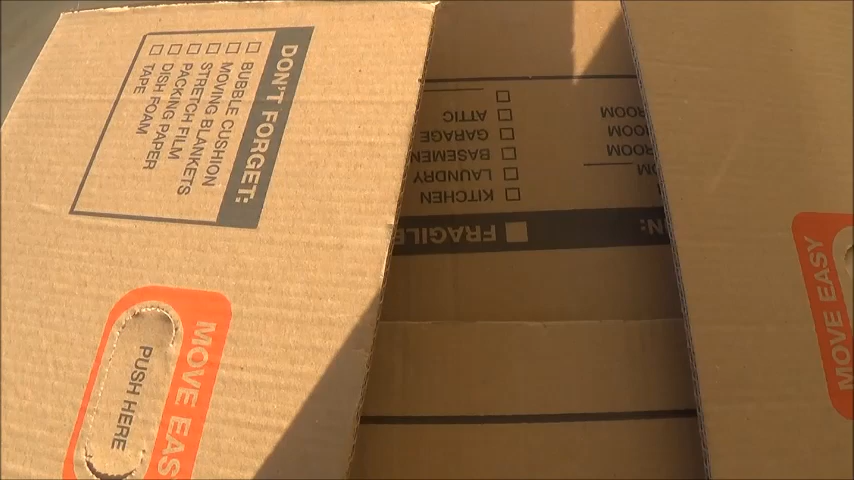 DON'T FORGET:
BUBBLE CUSHION
MOVING BLANKETS
STRETCH FILM
PACKING PAPER
DISH FOAM
TAPE
MOVE EAS
PUSH HERE
FRAGILE
KITCHEN
LAUNDRY
BASEMEN
GARAGE
ATTIC
ROOM
ROOM
ROOM
MOVE EASY